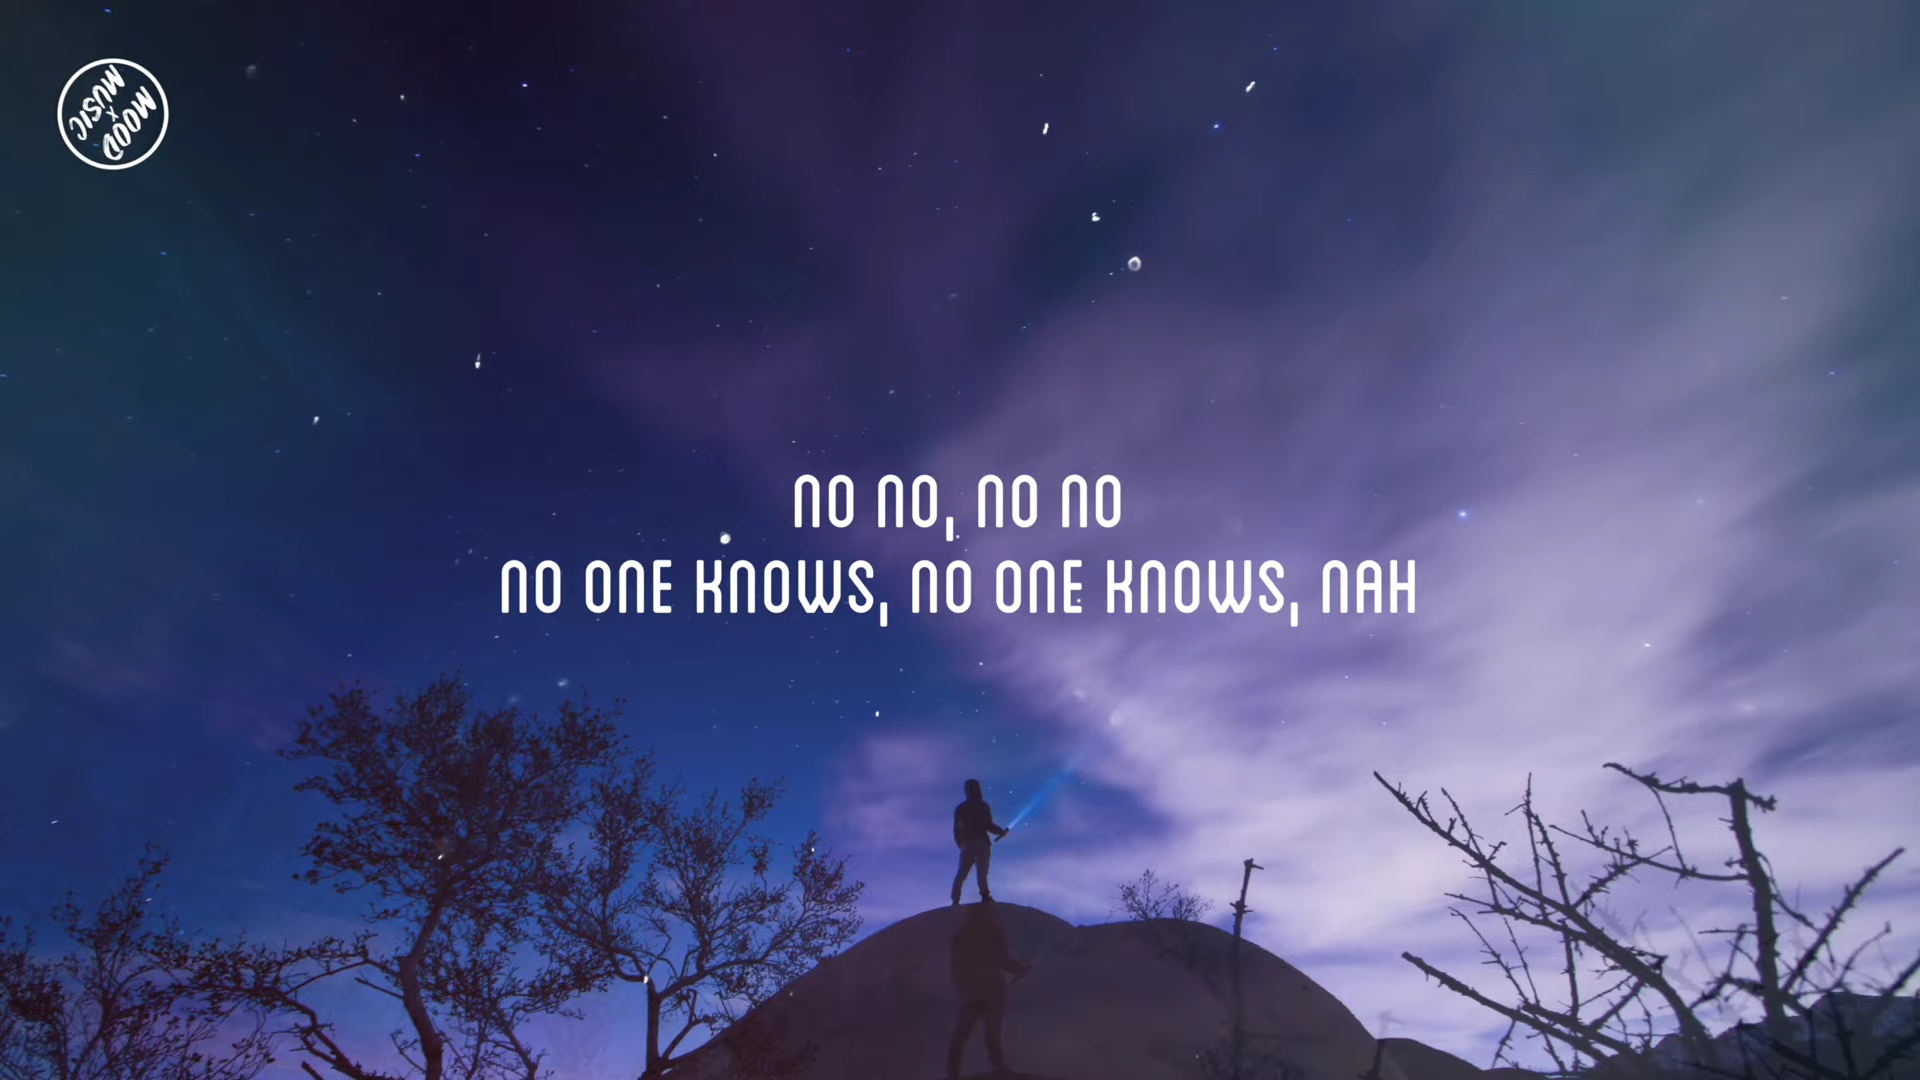 MOOD
X
MUSIC
NO NO, NO NO
NO ONE KNOWS, NO ONE KNOWS, NAH